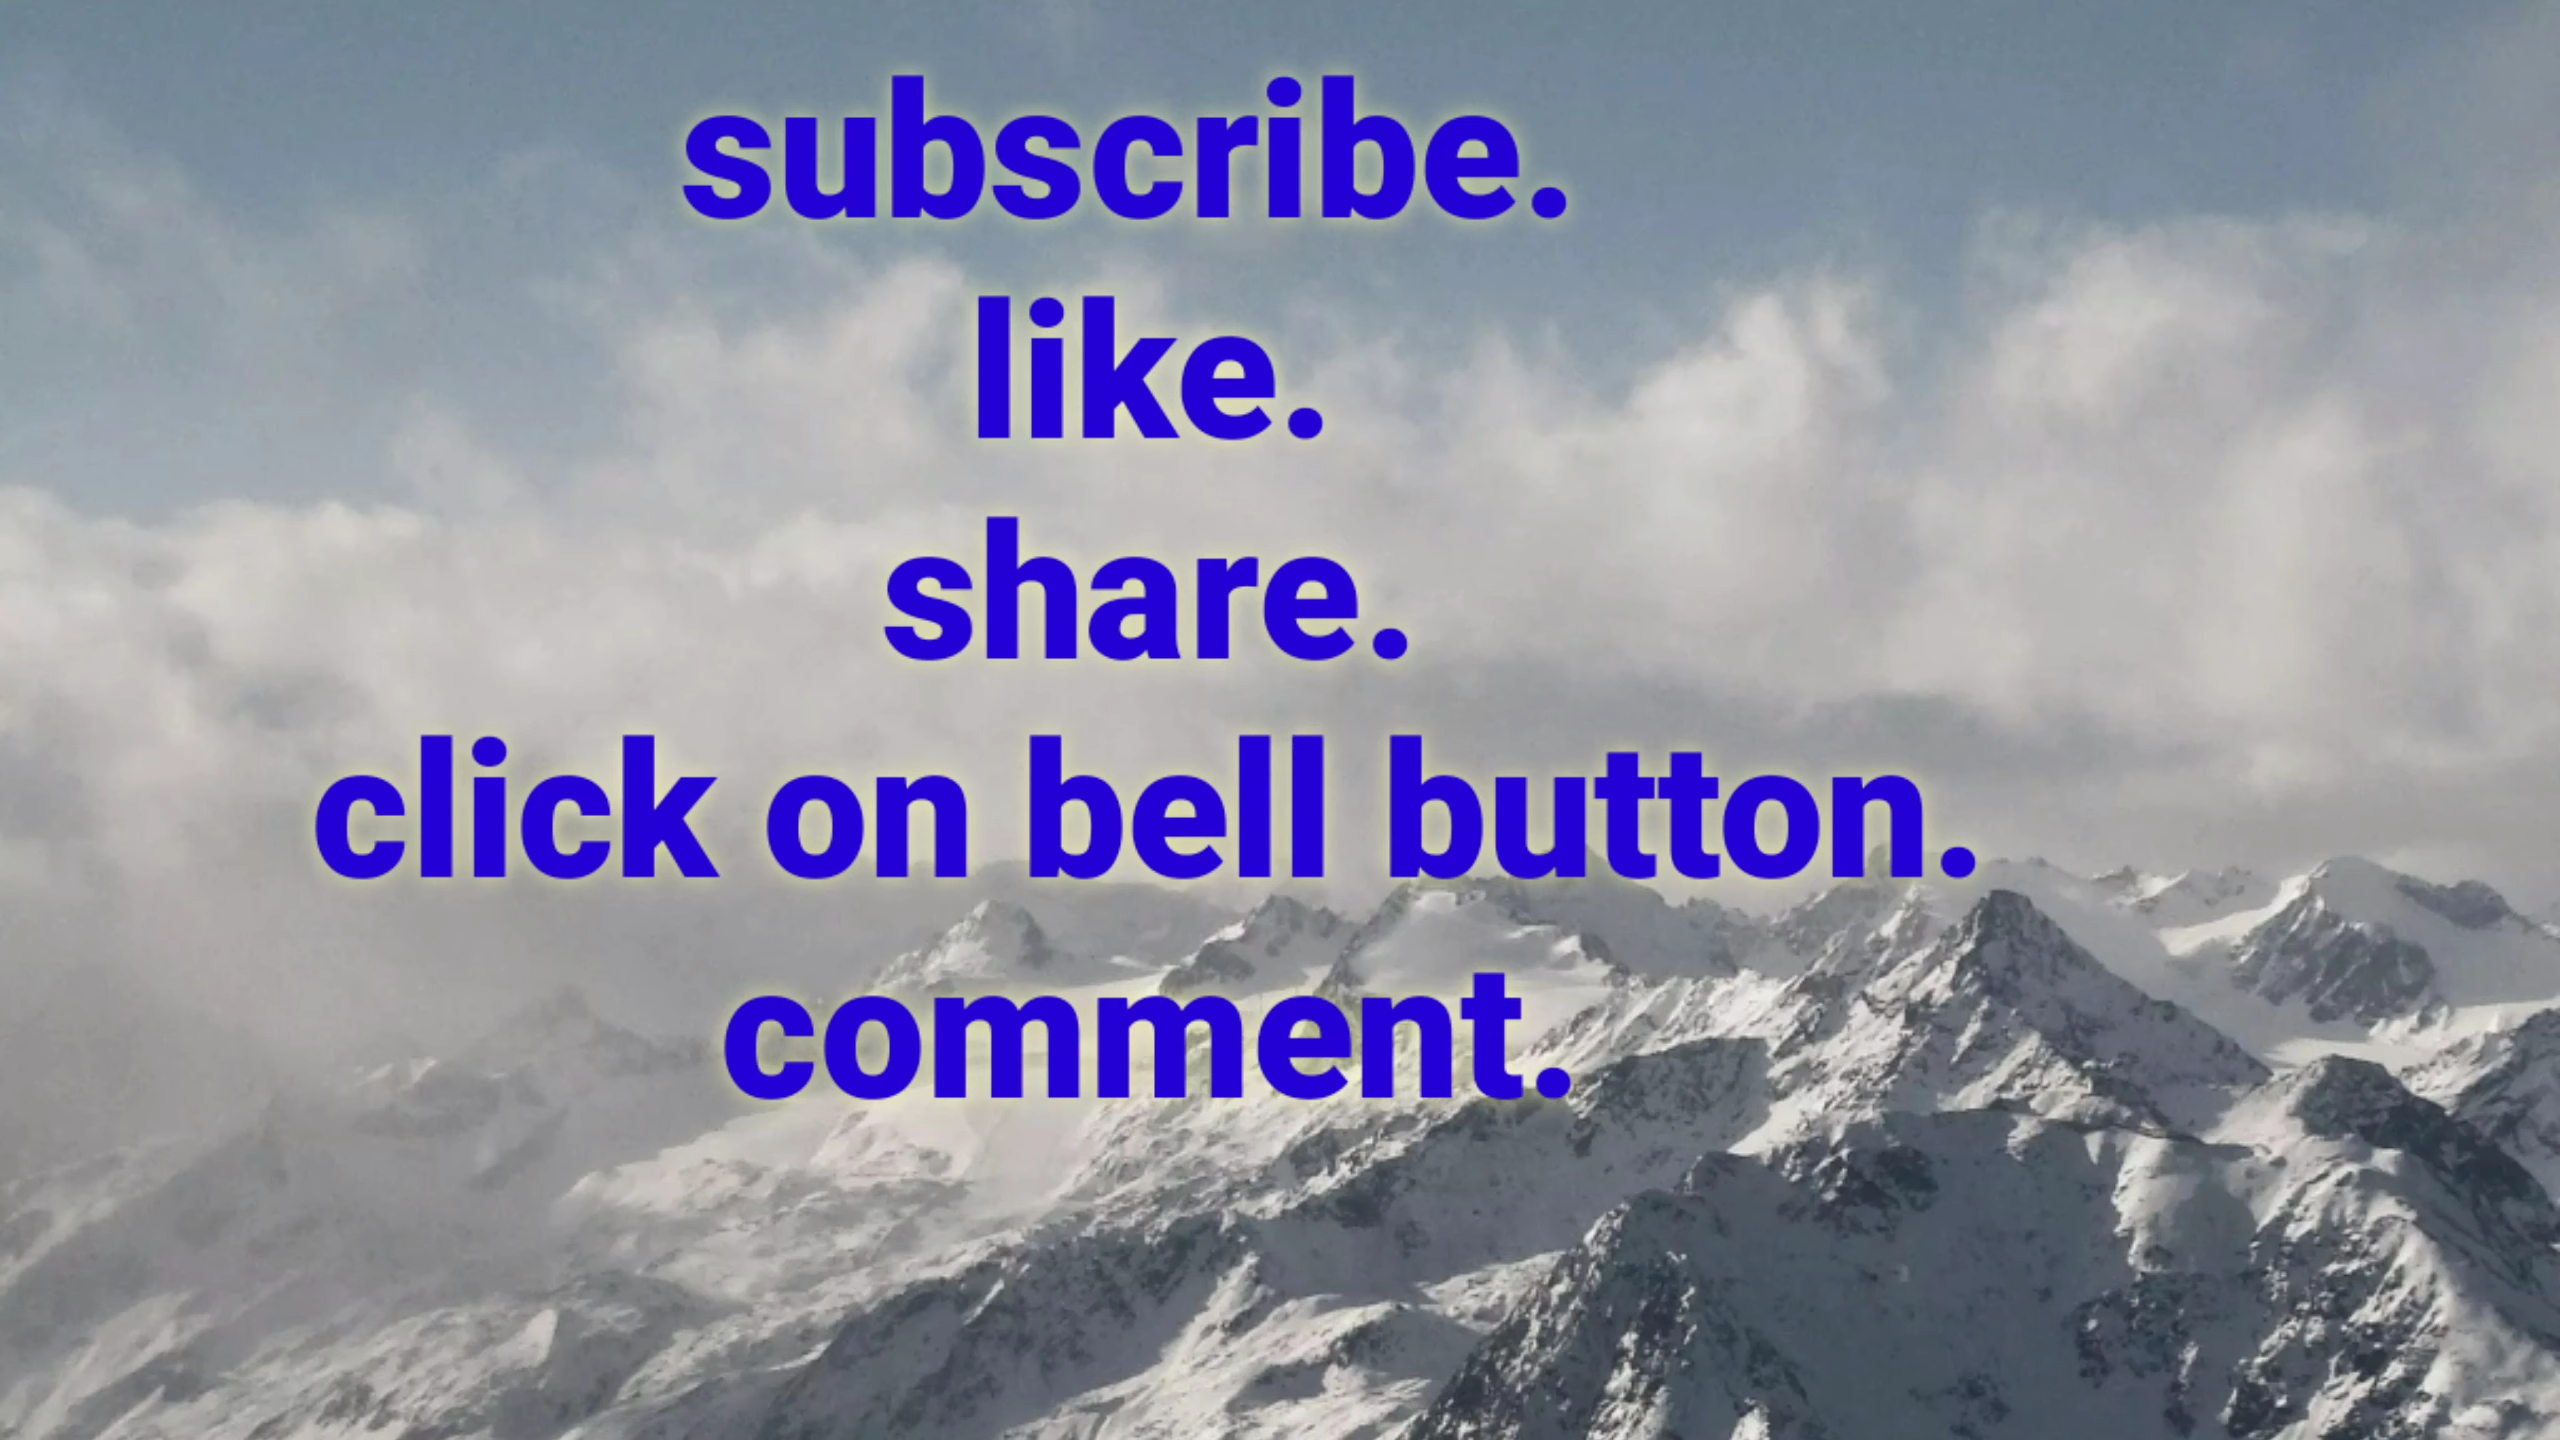 subscribe.
like.
share.
click on bell button.
comment.